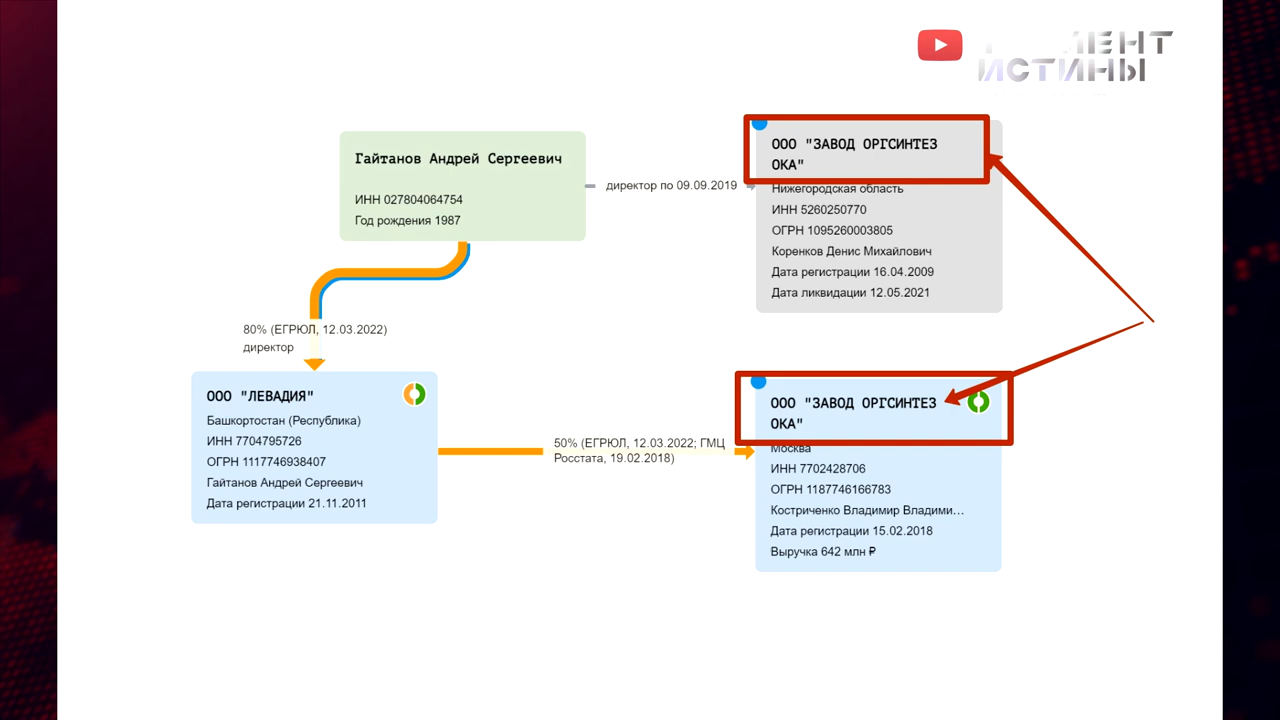 ИСТИНЫ
Гайтанов Андрей Сергеевич
ИНН 027804064754
Год рождения 1987
директор по 09.09.2019
ООО "ЗАВОД ОРГСИНТЕЗ
ОКА"
Нижегородская область
ИНН 5260250770
ОГРН 1095260003805
Коренков Денис Михайлович
Дата регистрации 16.04.2009
Дата ликвидации 12.05.2021
80% (ЕГРЮЛ, 12.03.2022)
директор
ООО "ЛЕВАДИЯ"
Башкортостан (Республика)
ИНН 7704795726
ОГРН 1117746938407
Гайтанов Андрей Сергеевич
Дата регистрации 21.11.2011
50% (ЕГРЮЛ, 12.03.2022; ГМЦ
Росстата, 19.02.2018)
ООО "ЗАВОД ОРГСИНТЕЗ
ОКА"
Москва
ИНН 7702428706
ОГРН 1187746166783
Костриченко Владимир Владими…
Дата регистрации 15.02.2018
Выручка 642 млн ₽